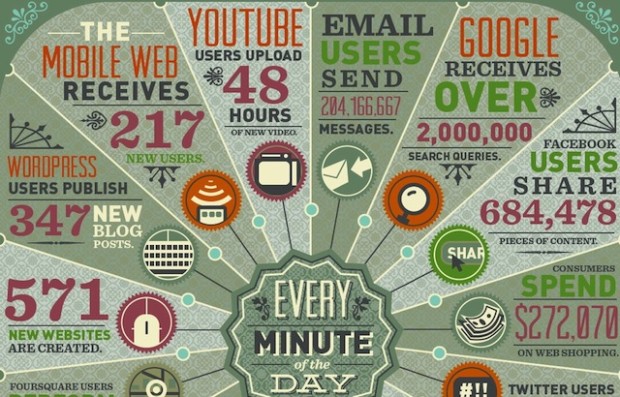 THE
MOBILE WEB
RECEIVES
217
NEW USERS.
YOUTUBE
USERS UPLOAD
48
HOURS
OF NEW VIDEO.
EMAIL
USERS
SEND
204,166,667
MESSAGES.
GOOGLE
RECEIVES
OVER
2,000,000
SEARCH QUERIES.
WORDPRESS
USERS PUBLISH
347 NEW
BLOG
POSTS.
FACEBOOK
USERS
SHARE
684,478
PIECES OF CONTENT.
SHAR
571
NEW WEBSITES
ARE CREATED.
EVERY
MINUTE
of the
DAY
CONSUMERS
SPEND
$272,070
ON WEB SHOPPING.
FOURSQUARE USERS
PERFORM
#!!
TWITTER USERS